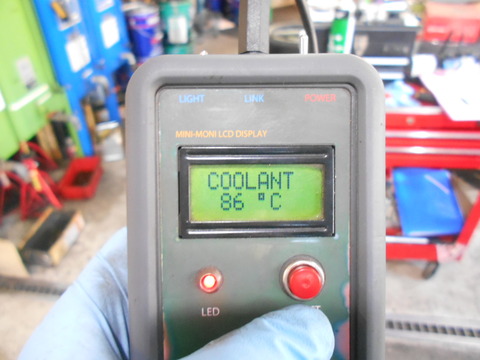 LIGHT LINK POWER
MINI-MONI LCD DISPLAY
COOLANT
86 °C
LED